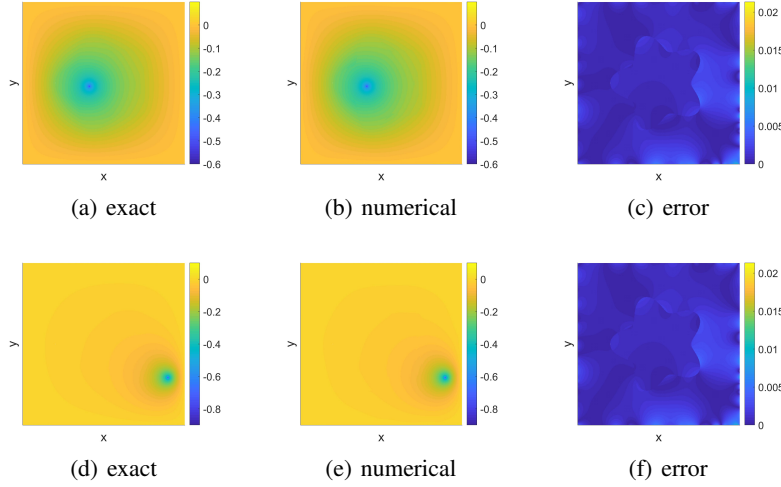 0
-0.1
-0.2
-0.3
-0.4
-0.5
-0.6
y
x
(a) exact
0
-0.1
-0.2
-0.3
-0.4
-0.5
-0.6
y
x
(b) numerical
0.02
0.015
0.01
0.005
0
y
x
(c) error
0
-0.2
-0.4
-0.6
-0.8
y
x
(d) exact
0
-0.2
-0.4
-0.6
-0.8
y
x
(e) numerical
0.02
0.015
0.01
0.005
0
y
x
(f) error